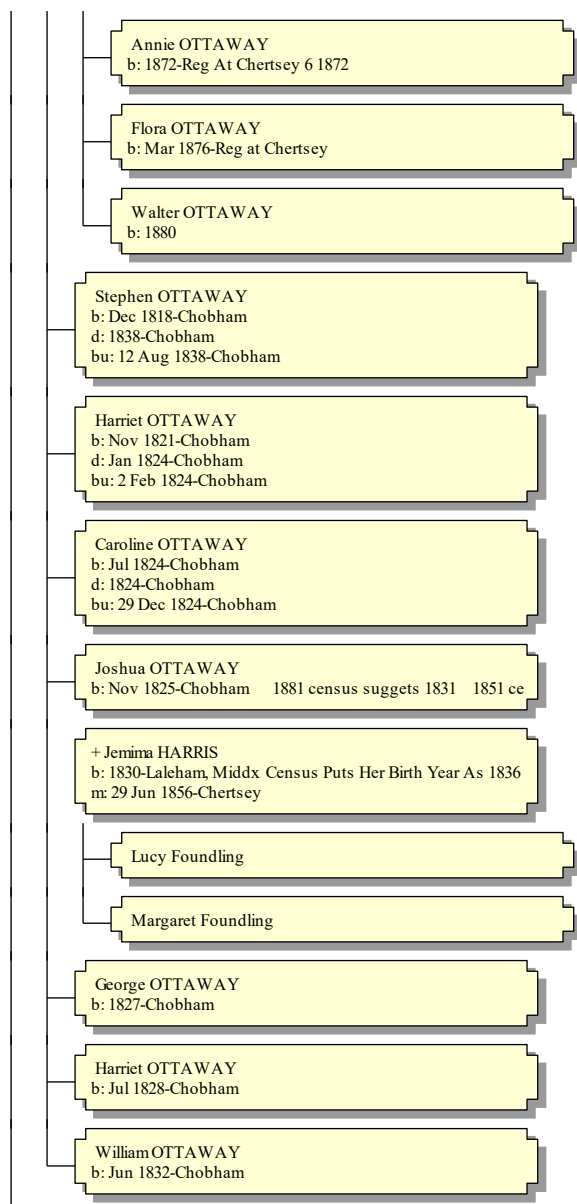 Annie OTTAWAY
b: 1872-Reg At Chertsey 6 1872
Flora OTTAWAY
b: Mar 1876-Reg at Chertsey
Walter OTTAWAY
b: 1880
Stephen OTTAWAY
b: Dec 1818-Chobham
d: 1838-Chobham
bu: 12 Aug 1838-Chobham
Harriet OTTAWAY
b: Nov 1821-Chobham
d: Jan 1824-Chobham
bu: 2 Feb 1824-Chobham
Caroline OTTAWAY
b: Jul 1824-Chobham
d: 1824-Chobham
bu: 29 Dec 1824-Chobham
Joshua OTTAWAY
b: Nov 1825-Chobham 1881 census suggets 1831 1851 ce
+ Jemima HARRIS
b: 1830-Laleham, Middx Census Puts Her Birth Year As 1836
m: 29 Jun 1856-Chertsey
Lucy Foundling
Margaret Foundling
George OTTAWAY
b: 1827-Chobham
Harriet OTTAWAY
b: Jul 1828-Chobham
William OTTAWAY
b: Jun 1832-Chobham